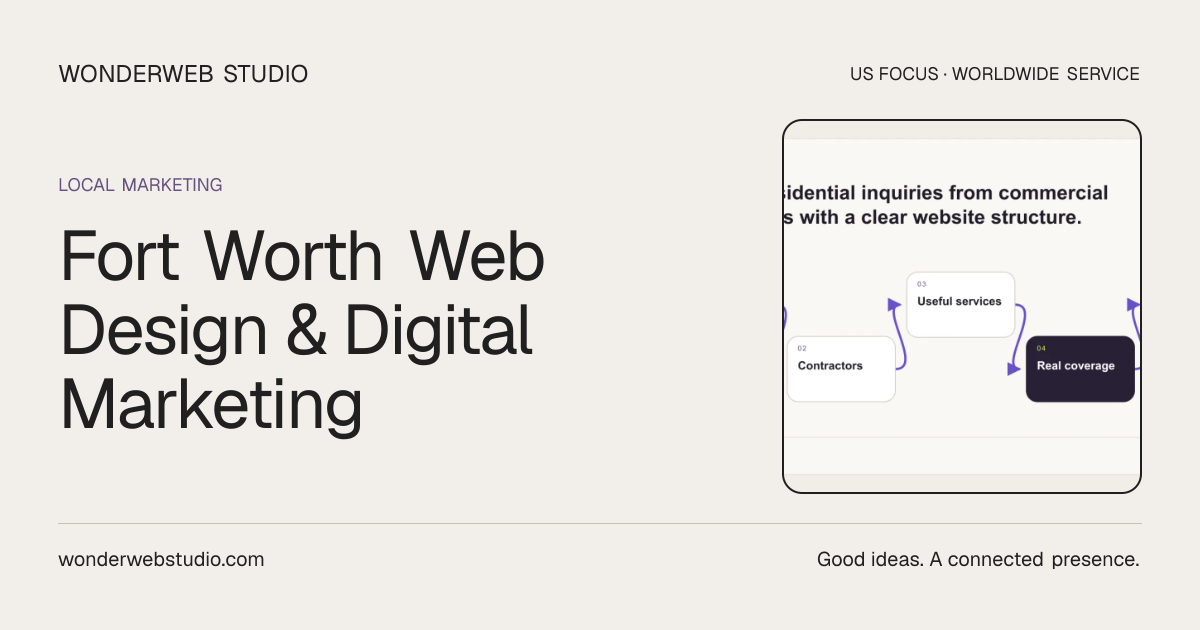 WONDERWEB STUDIO
US FOCUS · WORLDWIDE SERVICE
LOCAL MARKETING
Fort Worth Web
Design & Digital
Marketing
inquiries from commercial
with a clear website structure.
03
Useful services
02
Contractors
04
Real coverage
wonderwebstudio.com
Good ideas. A connected presence.